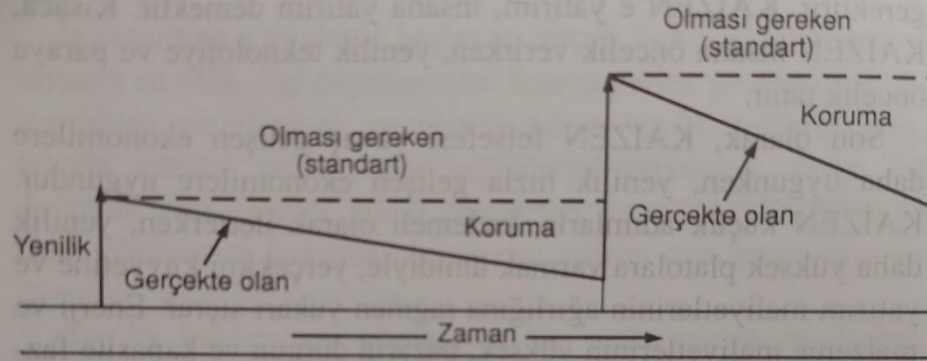 Olması gereken
(standart)
Koruma
Gerçekte olan
Olması gereken
(standart)
Koruma
Yenilik
Gerçekte olan
Zaman